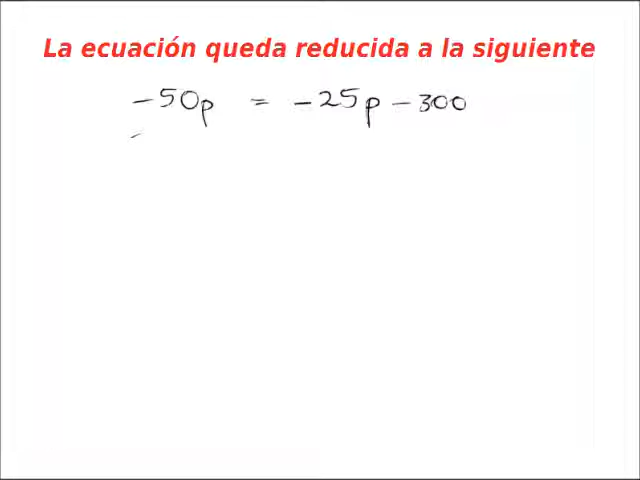 La ecuación queda reducida a la siguiente
-50p = -25p - 300
-